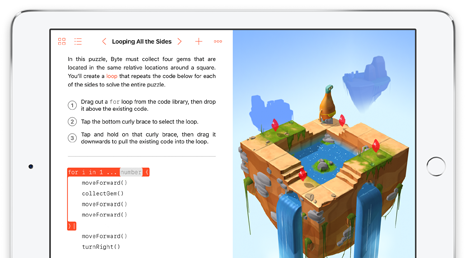 Looping All the Sides
In this puzzle, Byte must collect four gems that are
located in the same relative locations around a square.
You'll create a loop that repeats the code below for each
of the sides to solve the entire puzzle.
1 Drag out a for loop from the code library, then drop
it above the existing code.
2 Tap the bottom curly brace to select the loop.
3 Tap and hold on that curly brace, then drag it
downwards to pull the existing code into the loop.
for i in 1 ... number {
moveForward()
collectGem()
moveForward()
moveForward()
}
moveForward()
turnRight()